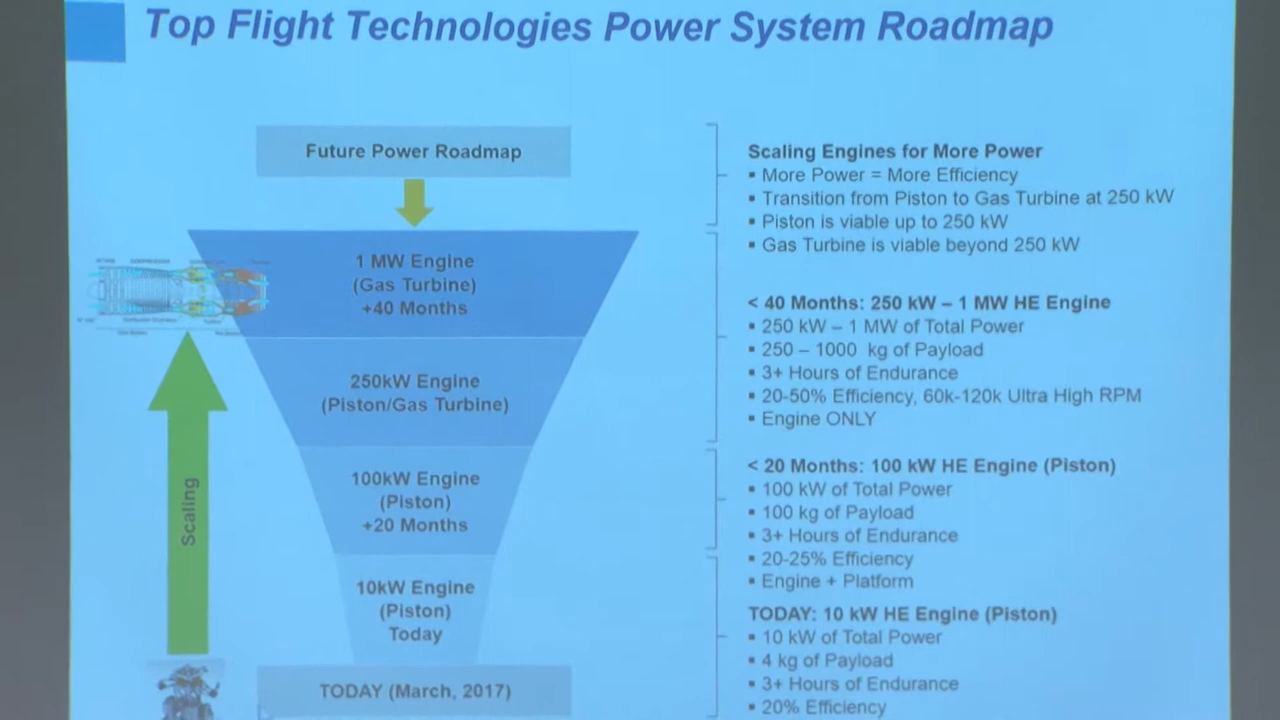 Top Flight Technologies Power System Roadmap
Future Power Roadmap
1 MW Engine
(Gas Turbine)
+40 Months
250kW Engine
(Piston/Gas Turbine)
100kW Engine
(Piston)
+20 Months
10kW Engine
(Piston)
Today
TODAY (March, 2017)
Scaling
Scaling Engines for More Power
▪ More Power = More Efficiency
▪ Transition from Piston to Gas Turbine at 250 kW
▪ Piston is viable up to 250 kW
▪ Gas Turbine is viable beyond 250 kW
< 40 Months: 250 kW – 1 MW HE Engine
▪ 250 kW – 1 MW of Total Power
▪ 250 – 1000 kg of Payload
▪ 3+ Hours of Endurance
▪ 20-50% Efficiency, 60k-120k Ultra High RPM
▪ Engine ONLY
< 20 Months: 100 kW HE Engine (Piston)
▪ 100 kW of Total Power
▪ 100 kg of Payload
▪ 3+ Hours of Endurance
▪ 20-25% Efficiency
▪ Engine + Platform
TODAY: 10 kW HE Engine (Piston)
▪ 10 kW of Total Power
▪ 4 kg of Payload
▪ 3+ Hours of Endurance
▪ 20% Efficiency